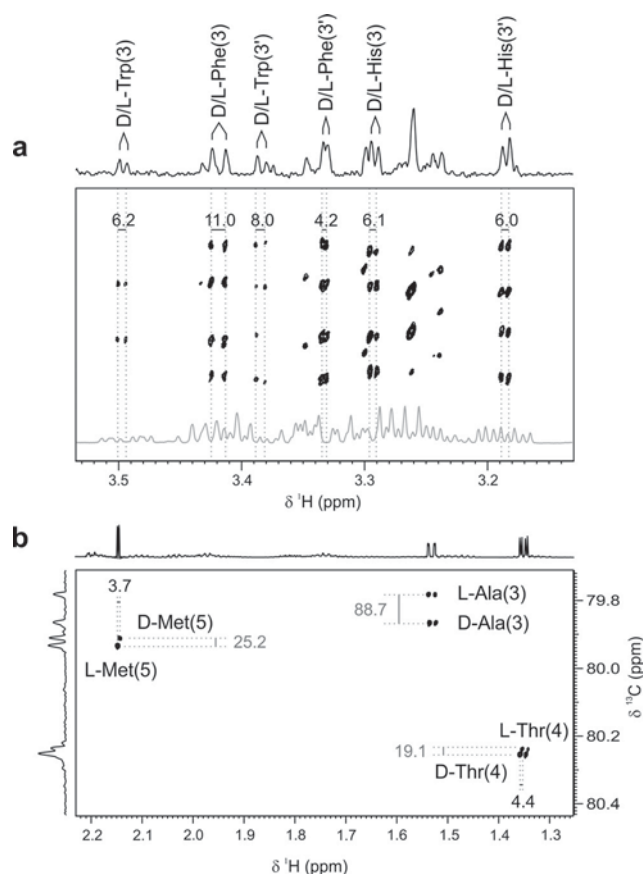 a
D/L-Trp(3)
D/L-Phe(3)
D/L-Trp(3')
D/L-Phe(3')
D/L-His(3)
D/L-His(3')
6.2 11.0 8.0 4.2 6.1 6.0
3.5 3.4 3.3 3.2
δ ¹H (ppm)
b
3.7
D-Met(5)
25.2
L-Met(5)
88.7
L-Ala(3)
D-Ala(3)
L-Thr(4)
19.1
D-Thr(4)
4.4
79.8
80.0
80.2
80.4
δ ¹³C (ppm)
2.2 2.1 2.0 1.9 1.8 1.7 1.6 1.5 1.4 1.3
δ ¹H (ppm)